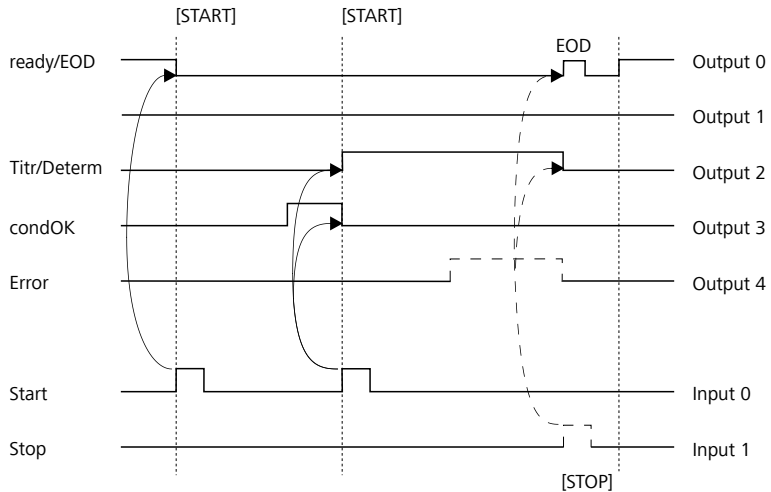 [START] [START]
EOD
ready/EOD Output 0
Output 1
Titr/Determ Output 2
condOK Output 3
Error Output 4
Start Input 0
Stop Input 1
[STOP]